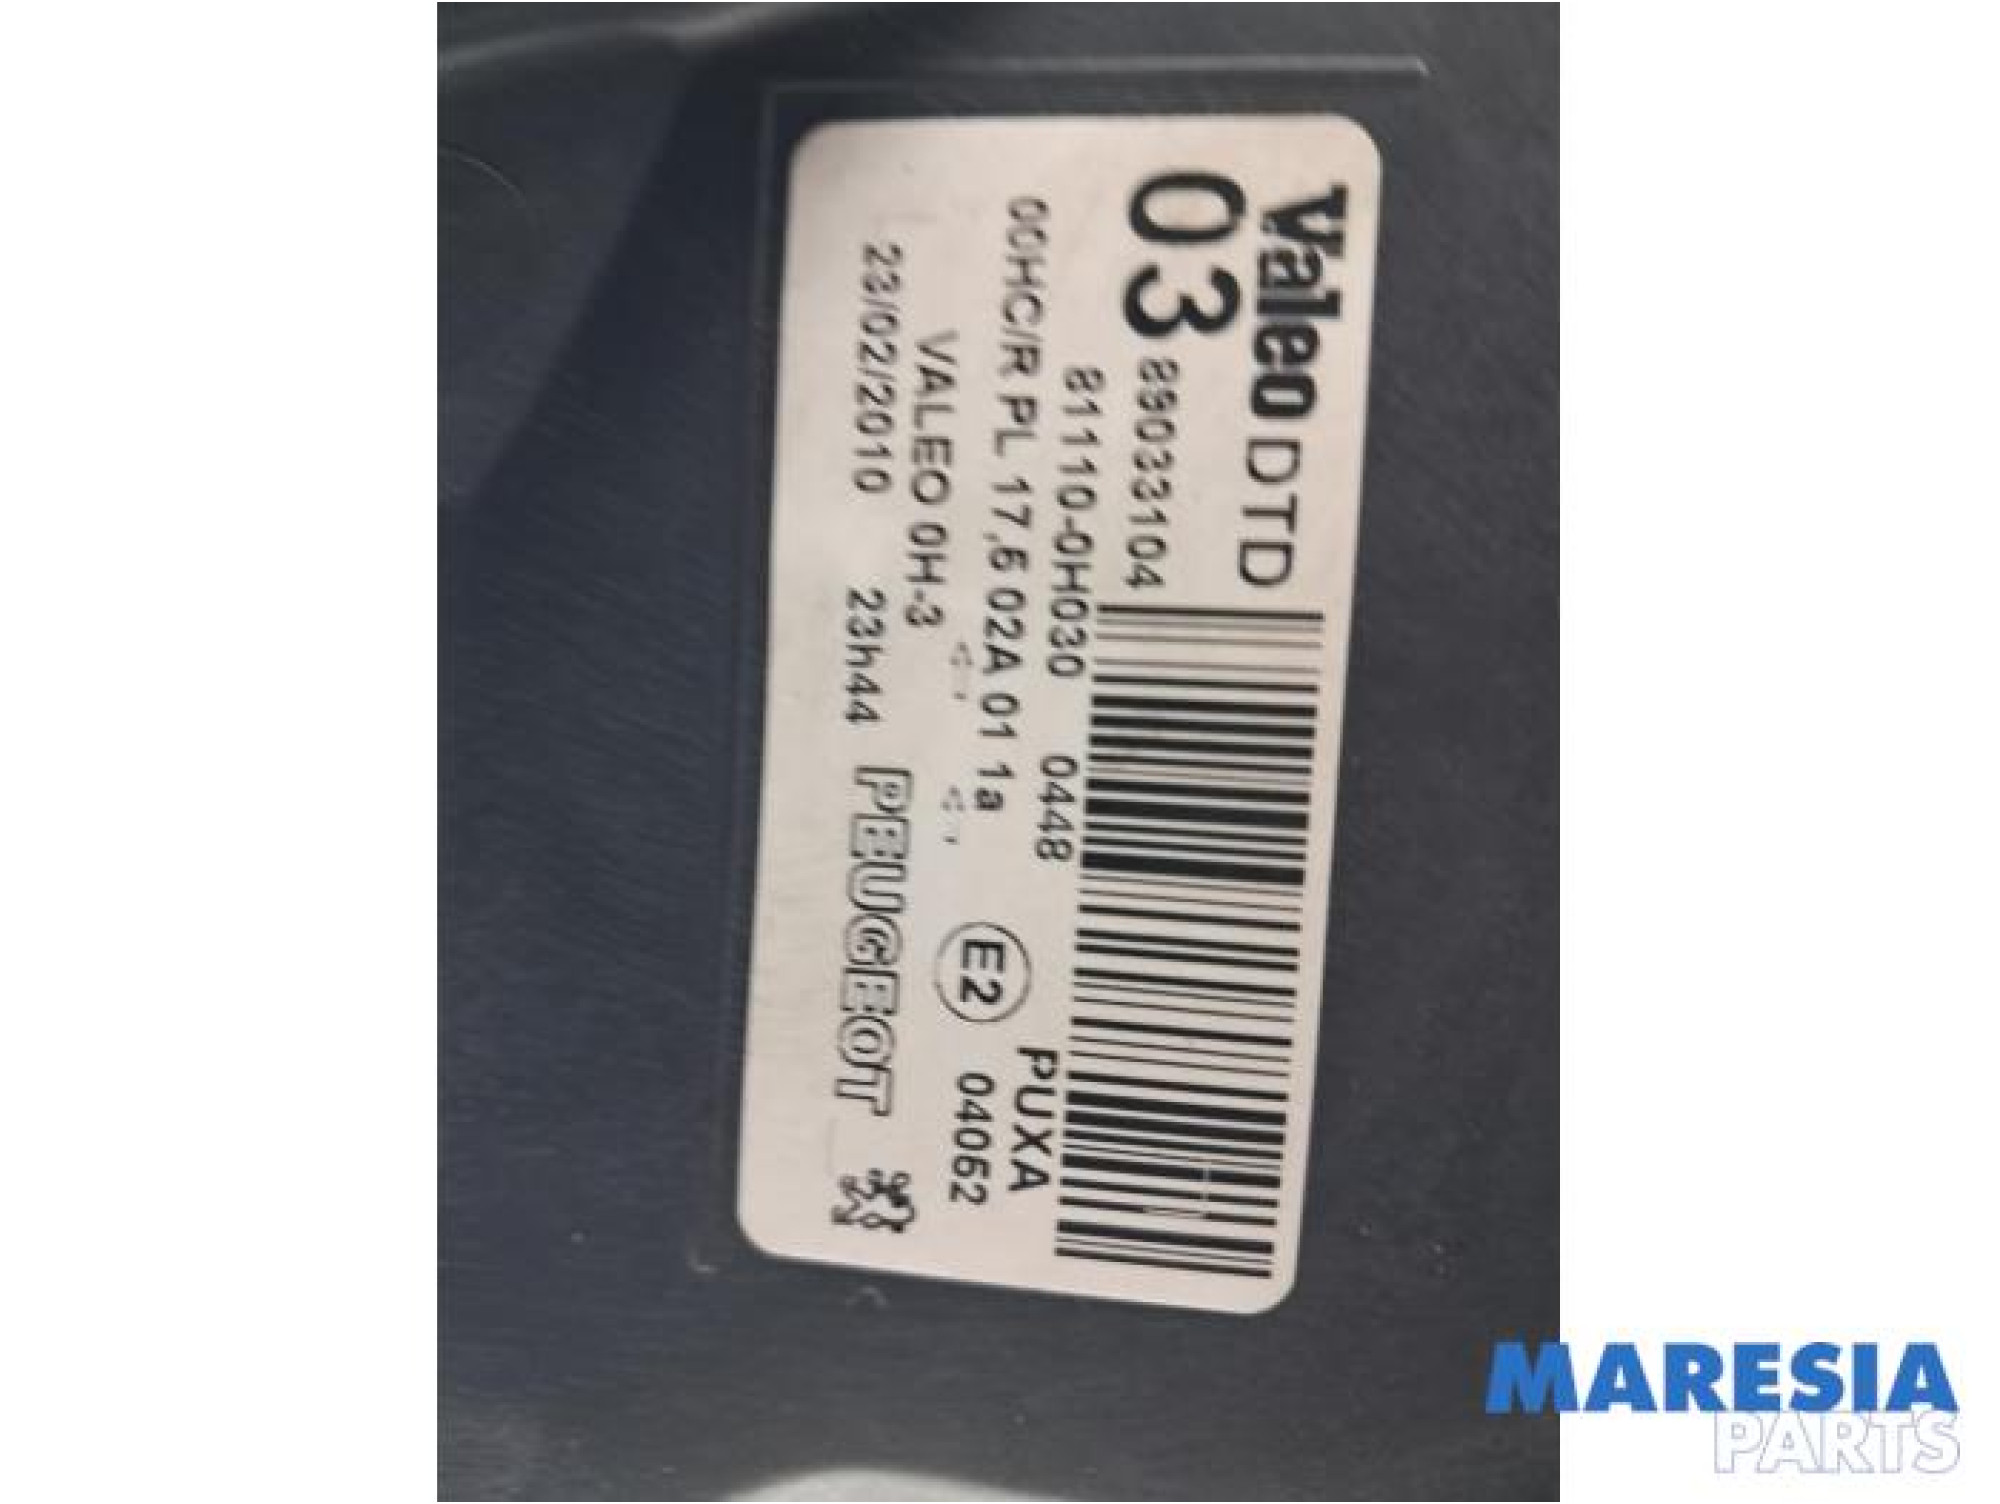 Valeo DTD
03 89033104
81110-0H030 0448 PUXA
00HC/R PL 17,5 02A 01 1a E2 04062
VALEO 0H-3
23/02/2010 23h44 PEUGEOT
MARESIA
PARTS